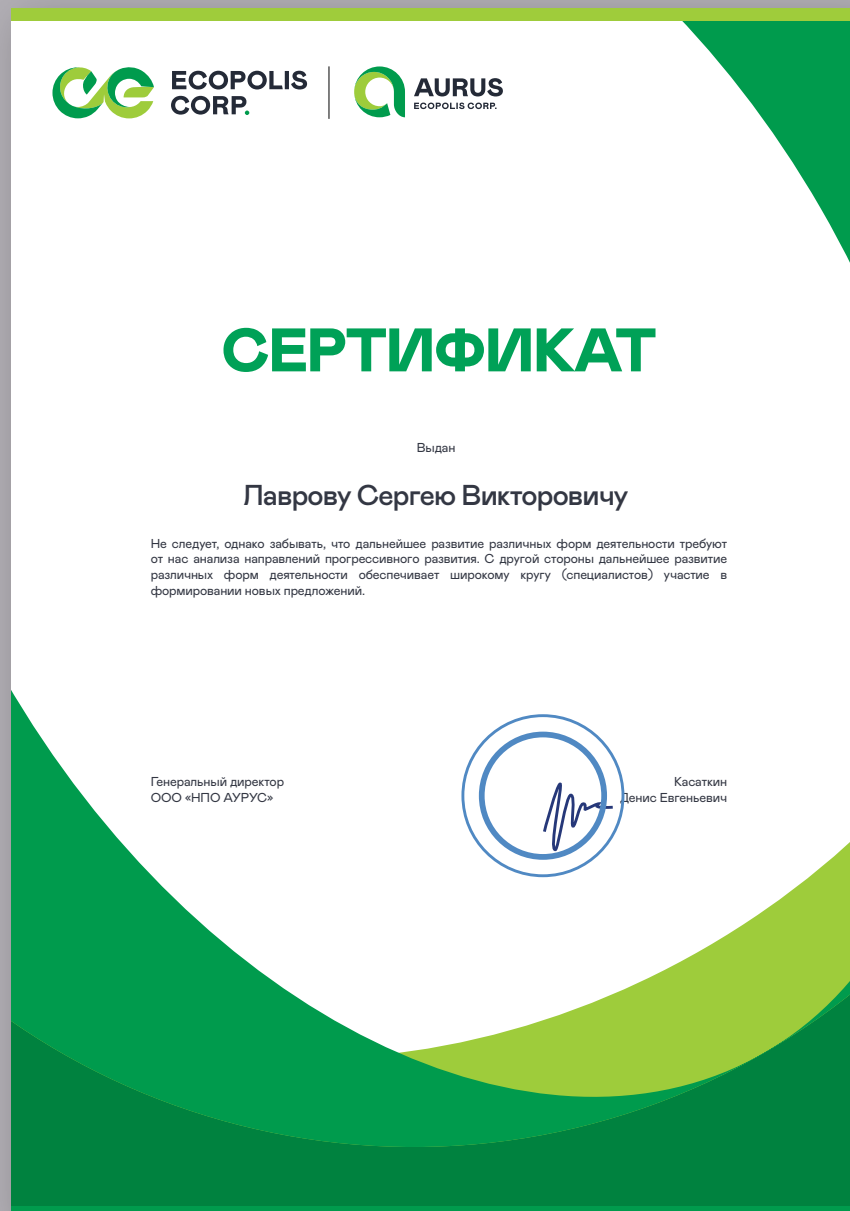 ECOPOLIS
CORP.
AURUS
ECOPOLIS CORP.
СЕРТИФИКАТ
Выдан
Лаврову Сергею Викторовичу
Не следует, однако забывать, что дальнейшее развитие различных форм деятельности требуют
от нас анализа направлений прогрессивного развития. С другой стороны дальнейшее развитие
различных форм деятельности обеспечивает широкому кругу (специалистов) участие в
формировании новых предложений.
Генеральный директор
ООО «НПО АУРУС»
Касаткин
Денис Евгеньевич